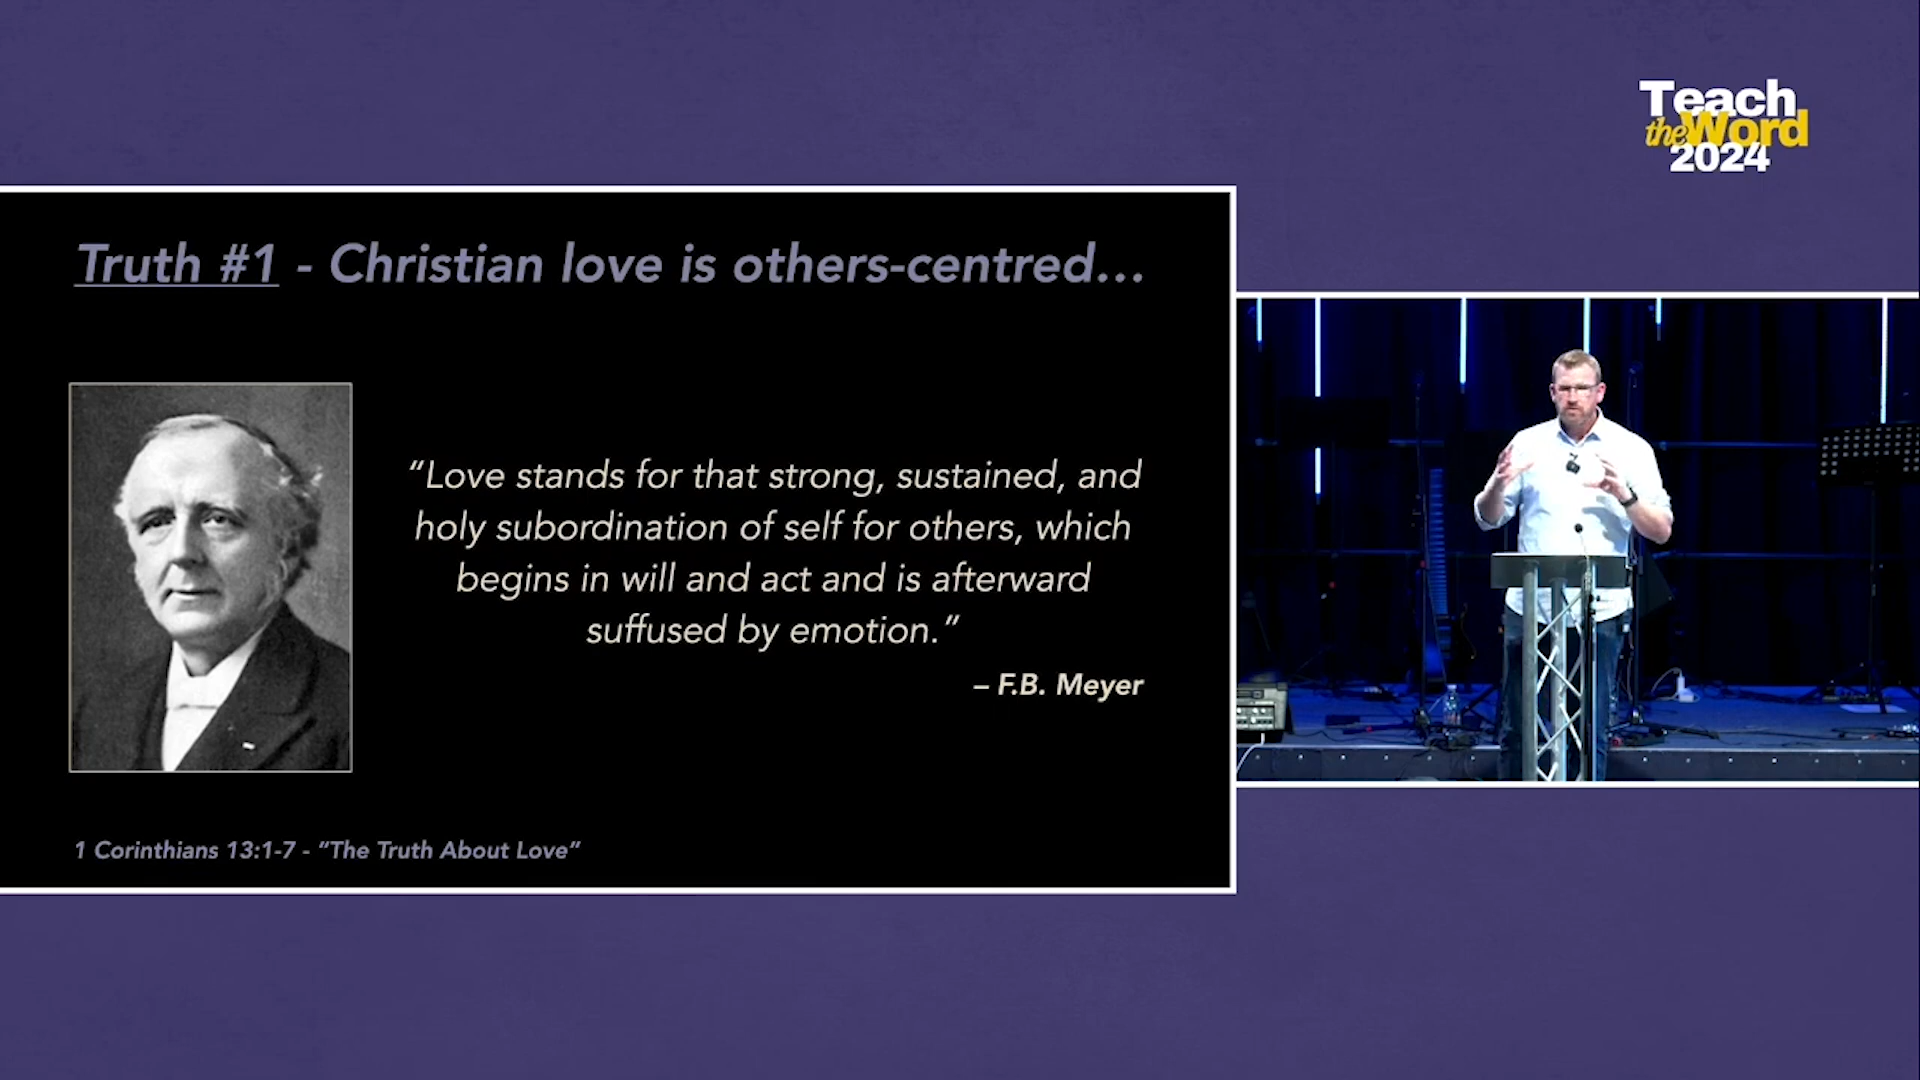 Teach
the Word
2024
Truth #1 - Christian love is others-centred…
“Love stands for that strong, sustained, and
holy subordination of self for others, which
begins in will and act and is afterward
suffused by emotion.”
– F.B. Meyer
1 Corinthians 13:1-7 - “The Truth About Love”